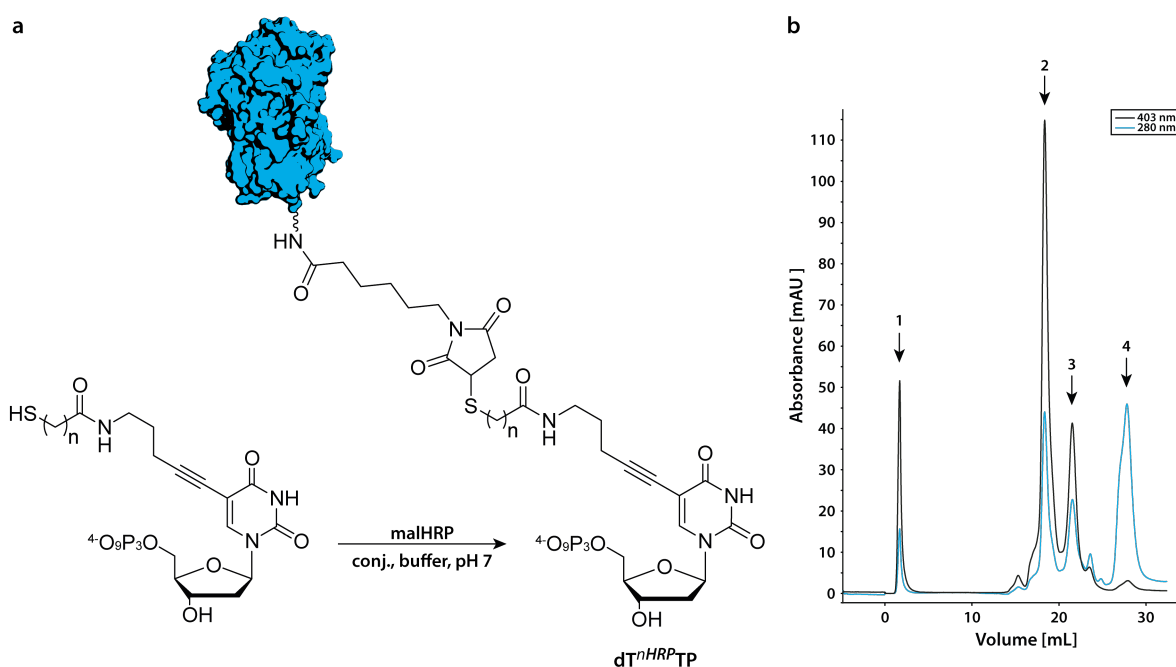 a
HN
O
N
O
O
HS
( )n
O
N
H
S
( )n
O
N
H
O
NH
N
O
4-O9P3O
O
OH
malHRP
conj., buffer, pH 7
O
NH
N
O
4-O9P3O
O
OH
dTnHRPTP
b
403 nm
280 nm
1
2
3
4
Absorbance [mAU ]
110
100
90
80
70
60
50
40
30
20
10
0
0
10
20
30
Volume [mL]